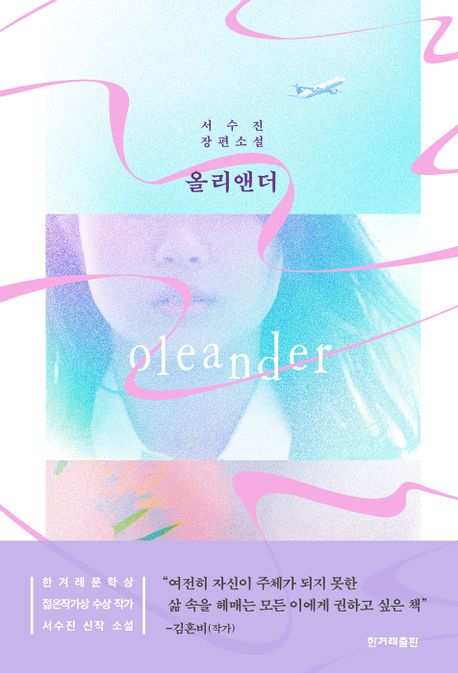 서수진
장편소설
올리앤더
oleander
한겨레문학상
젊은작가상 수상 작가
서수진 신작 소설
“여전히 자신이 주체가 되지 못한
삶 속을 헤매는 모든 이에게 권하고 싶은 책”
–김혼비(작가)
한겨레출판